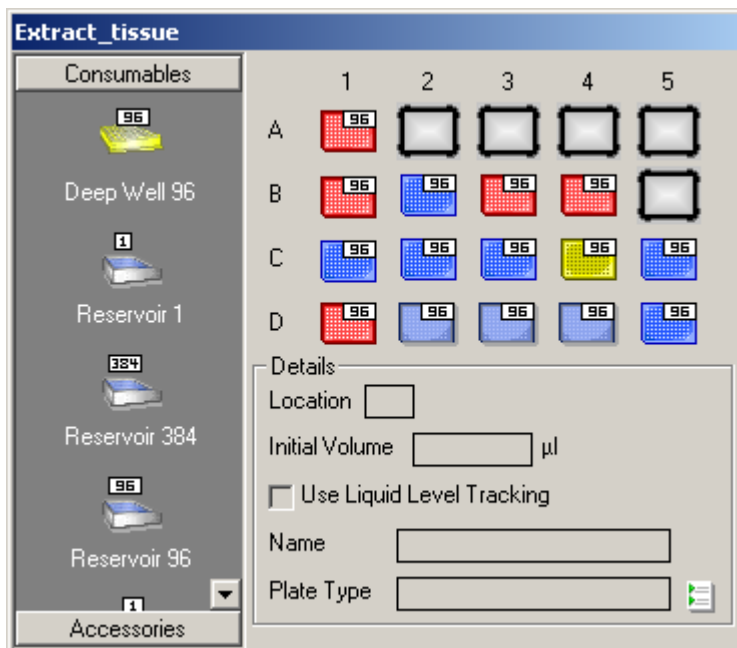 Extract_tissue
Consumables
96
Deep Well 96
1
Reservoir 1
384
Reservoir 384
96
Reservoir 96
1
Accessories
1 2 3 4 5
A 96
B 96 96 96 96
C 96 96 96 96 96
D 96 96 96 96 96
Details
Location
Initial Volume µl
Use Liquid Level Tracking
Name
Plate Type